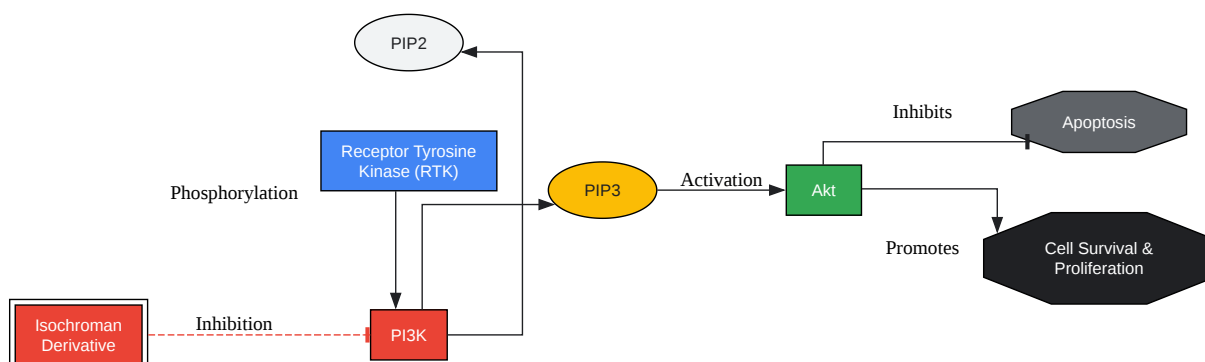 PIP2
Inhibits
Apoptosis
Receptor Tyrosine
Kinase (RTK)
Phosphorylation
PIP3
Activation
Akt
Promotes
Cell Survival &
Proliferation
Isochroman
Derivative
Inhibition
PI3K